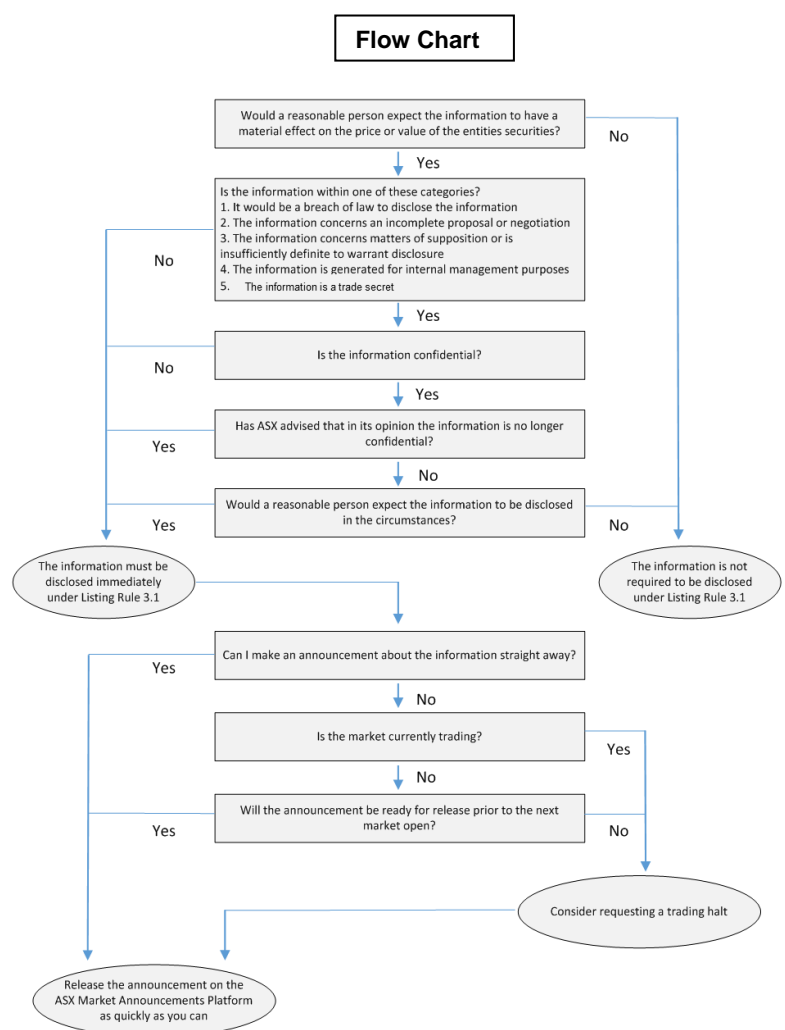 Flow Chart
Would a reasonable person expect the information to have a
material effect on the price or value of the entities securities?
No
Yes
Is the information within one of these categories?
1. It would be a breach of law to disclose the information
2. The information concerns an incomplete proposal or negotiation
3. The information concerns matters of supposition or is
insufficiently definite to warrant disclosure
4. The information is generated for internal management purposes
5. The information is a trade secret
No
Yes
Is the information confidential?
No
Yes
Has ASX advised that in its opinion the information is no longer
confidential?
Yes
No
Would a reasonable person expect the information to be disclosed
in the circumstances?
Yes
No
The information must be
disclosed immediately
under Listing Rule 3.1
The information is not
required to be disclosed
under Listing Rule 3.1
Can I make an announcement about the information straight away?
Yes
No
Is the market currently trading?
Yes
No
Will the announcement be ready for release prior to the next
market open?
Yes
No
Consider requesting a trading halt
Release the announcement on the
ASX Market Announcements Platform
as quickly as you can